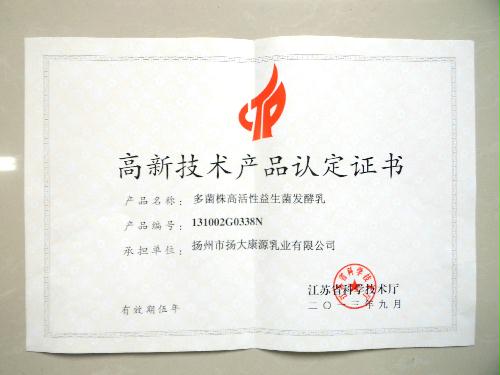 高新技术产品认定证书
产品名称：多菌株高活性益生菌发酵乳
产品编号：131002G0338N
承担单位：扬州市扬大康源乳业有限公司
江苏省科学技术厅
二〇一三年九月
有效期伍年